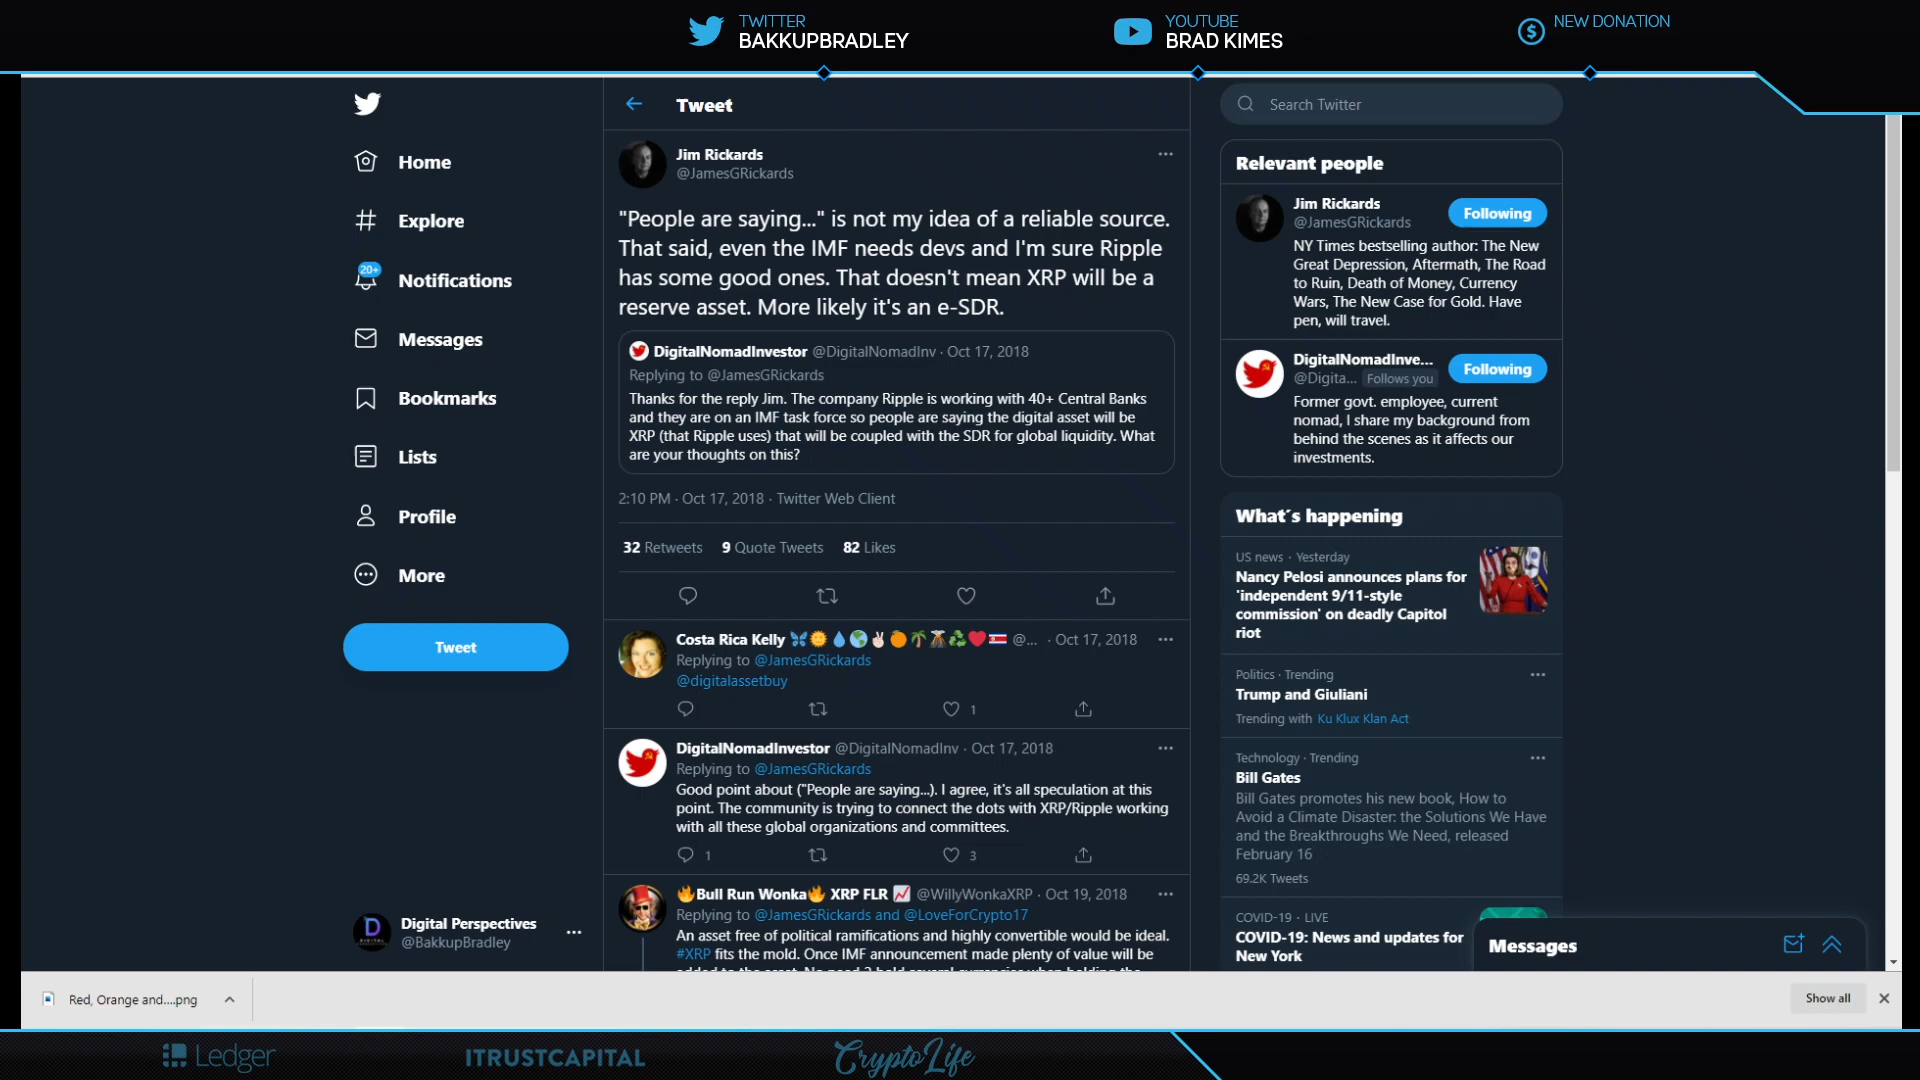 TWITTER
BAKKUPBRADLEY
YOUTUBE
BRAD KIMES
NEW DONATION
Home
Explore
20+
Notifications
Messages
Bookmarks
Lists
Profile
More
Tweet
Digital Perspectives
@BakkupBradley
Tweet
Jim Rickards
@JamesGRickards
"People are saying..." is not my idea of a reliable source.
That said, even the IMF needs devs and I'm sure Ripple
has some good ones. That doesn't mean XRP will be a
reserve asset. More likely it's an e-SDR.
DigitalNomadInvestor @DigitalNomadInv · Oct 17, 2018
Replying to @JamesGRickards
Thanks for the reply Jim. The company Ripple is working with 40+ Central Banks
and they are on an IMF task force so people are saying the digital asset will be
XRP (that Ripple uses) that will be coupled with the SDR for global liquidity. What
are your thoughts on this?
2:10 PM · Oct 17, 2018 · Twitter Web Client
32 Retweets 9 Quote Tweets 82 Likes
Costa Rica Kelly 🦋🌞💧🌎✌🏻🍊🌴🌋♻️❤️🇨🇷 @... · Oct 17, 2018
Replying to @JamesGRickards
@digitalassetbuy
1
DigitalNomadInvestor @DigitalNomadInv · Oct 17, 2018
Replying to @JamesGRickards
Good point about ("People are saying...). I agree, it's all speculation at this
point. The community is trying to connect the dots with XRP/Ripple working
with all these global organizations and committees.
1 3
🔥Bull Run Wonka🔥 XRP FLR 📈 @WillyWonkaXRP · Oct 19, 2018
Replying to @JamesGRickards and @LoveForCrypto17
An asset free of political ramifications and highly convertible would be ideal.
#XRP fits the mold. Once IMF announcement made plenty of value will be
Search Twitter
Relevant people
Jim Rickards
@JamesGRickards
Following
NY Times bestselling author: The New
Great Depression, Aftermath, The Road
to Ruin, Death of Money, Currency
Wars, The New Case for Gold. Have
pen, will travel.
DigitalNomadInve...
@Digita... Follows you
Following
Former govt. employee, current
nomad, I share my background from
behind the scenes as it affects our
investments.
What´s happening
US news · Yesterday
Nancy Pelosi announces plans for
'independent 9/11-style
commission' on deadly Capitol
riot
Politics · Trending
Trump and Giuliani
Trending with Ku Klux Klan Act
Technology · Trending
Bill Gates
Bill Gates promotes his new book, How to
Avoid a Climate Disaster: the Solutions We Have
and the Breakthroughs We Need, released
February 16
69.2K Tweets
COVID-19 · LIVE
COVID-19: News and updates for
New York
Messages
Red, Orange and....png
Show all
Ledger
ITRUSTCAPITAL
CryptoLife